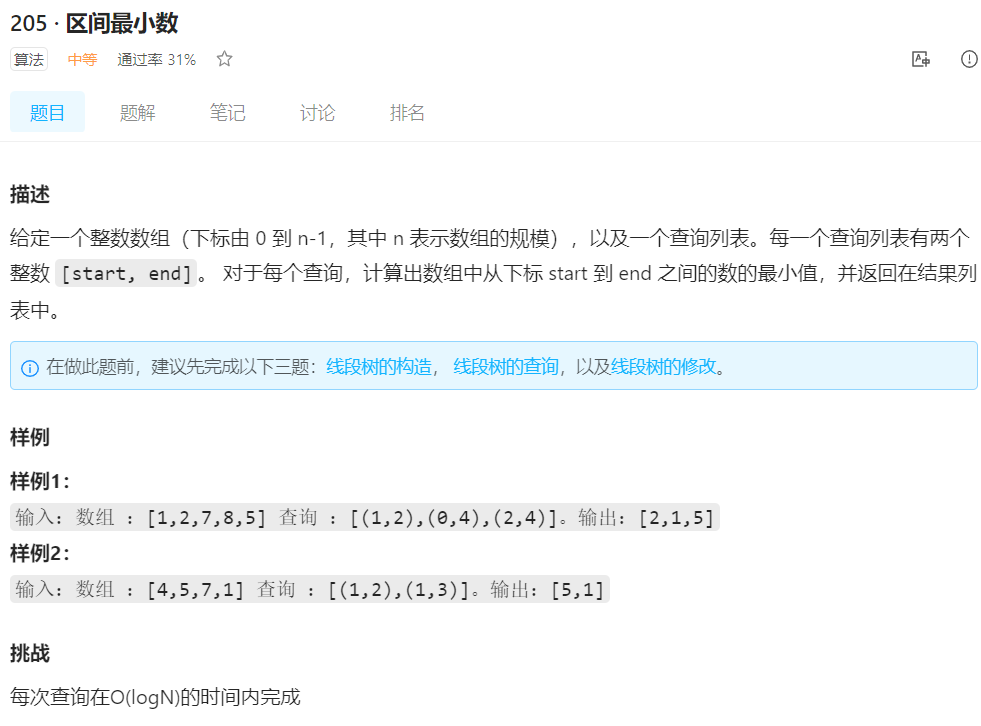 205 · 区间最小数
算法 中等 通过率 31%
题目 题解 笔记 讨论 排名
描述
给定一个整数数组（下标由 0 到 n-1，其中 n 表示数组的规模），以及一个查询列表。每一个查询列表有两个
整数 [start, end]。 对于每个查询，计算出数组中从下标 start 到 end 之间的数的最小值，并返回在结果列
表中。
在做此题前，建议先完成以下三题：线段树的构造， 线段树的查询，以及线段树的修改。
样例
样例1：
输入：数组 ：[1,2,7,8,5] 查询 ：[(1,2),(0,4),(2,4)]。输出：[2,1,5]
样例2：
输入：数组 ：[4,5,7,1] 查询 ：[(1,2),(1,3)]。输出：[5,1]
挑战
每次查询在O(logN)的时间内完成